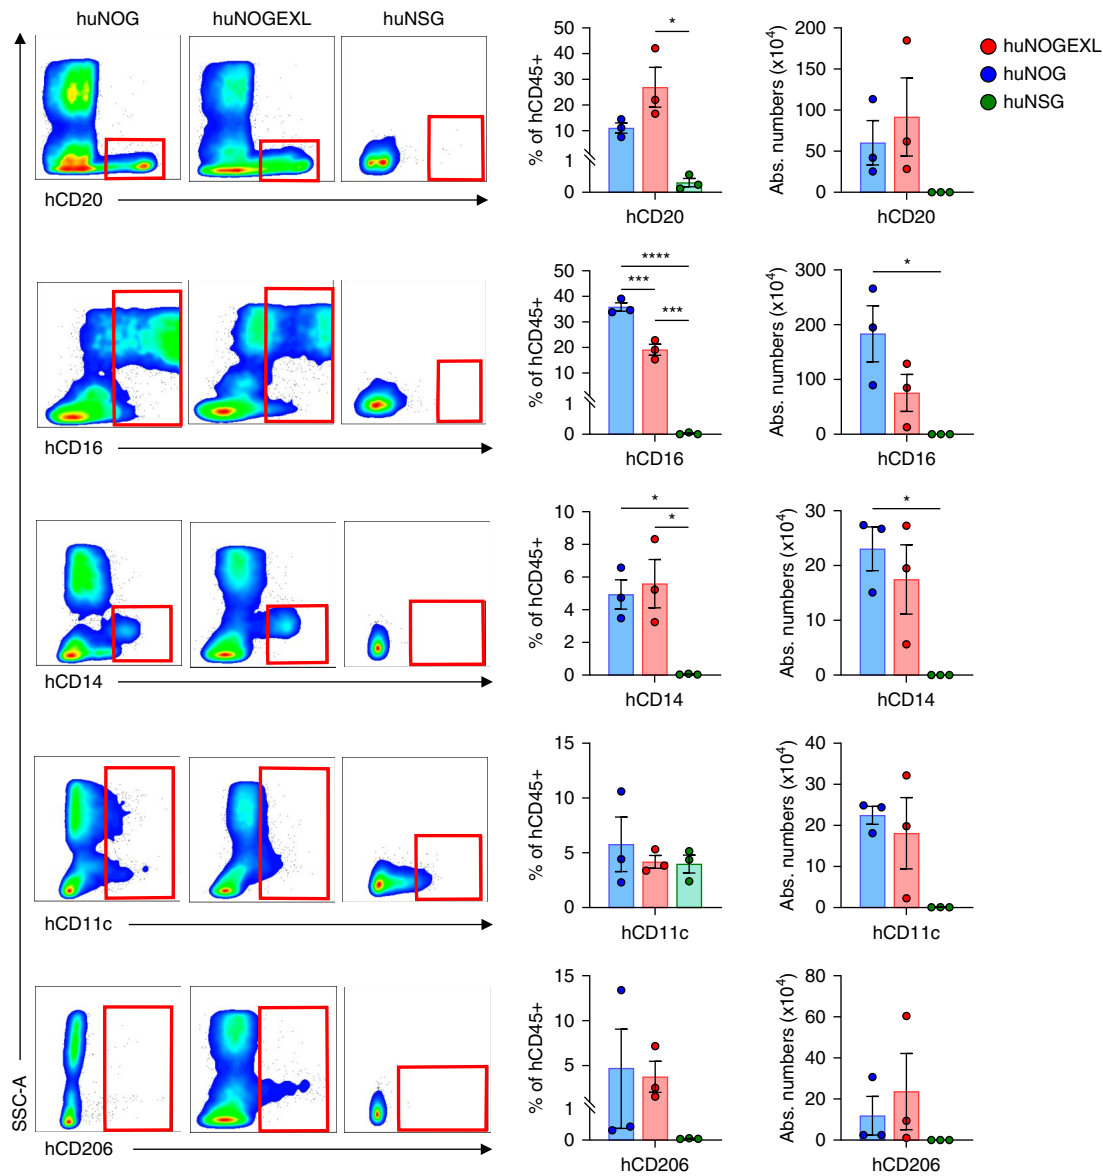 huNOG huNOGEXL huNSG
SSC-A
hCD20
% of hCD45+
50
40
30
20
10
1
0
*
hCD20
Abs. numbers (x10⁴)
200
150
100
50
0
hCD20
huNOGEXL
huNOG
huNSG
hCD16
% of hCD45+
50
40
30
20
10
1
0
****
***
***
hCD16
Abs. numbers (x10⁴)
300
200
100
0
*
hCD16
hCD14
% of hCD45+
10
8
6
4
2
0
*
*
hCD14
Abs. numbers (x10⁴)
30
20
10
0
*
hCD14
hCD11c
% of hCD45+
15
10
5
0
hCD11c
Abs. numbers (x10⁴)
40
30
20
10
0
hCD11c
hCD206
% of hCD45+
15
10
5
1
0
hCD206
Abs. numbers (x10⁴)
80
60
40
20
0
hCD206